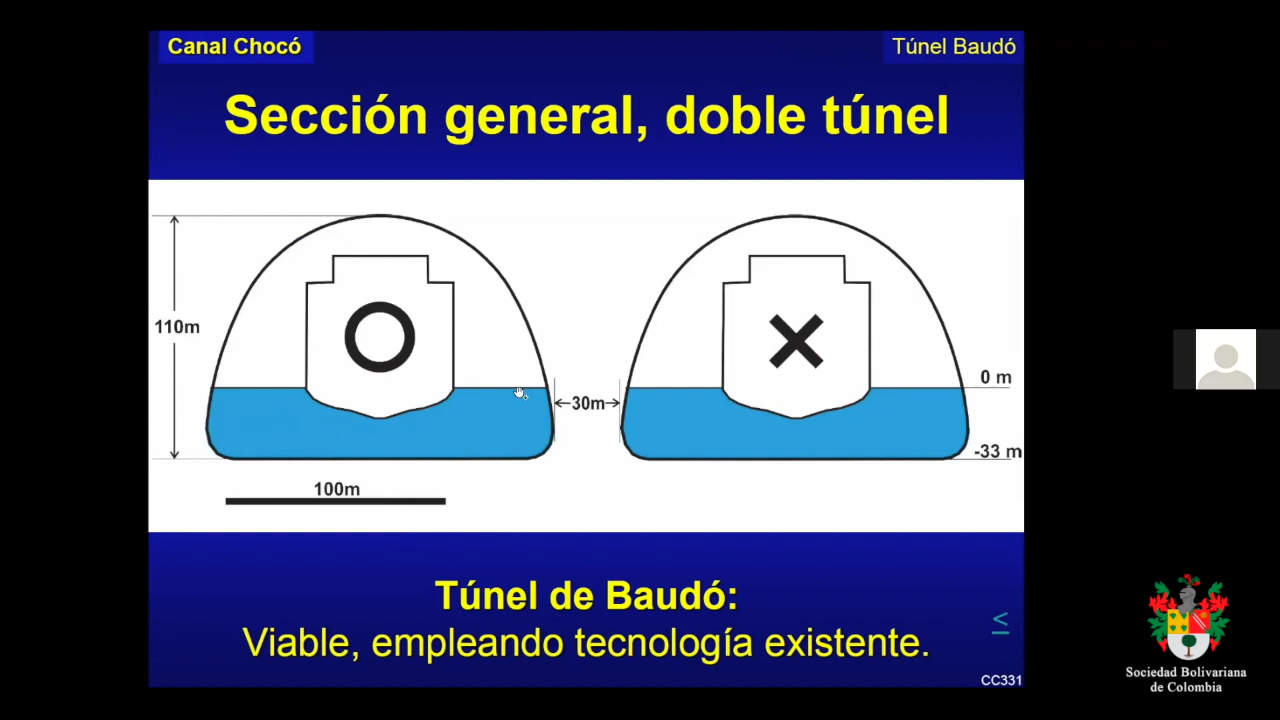 Canal Chocó
Túnel Baudó
Sección general, doble túnel
110m
0 m
30m
-33 m
100m
Túnel de Baudó:
Viable, empleando tecnología existente.
<
CC331
Sociedad Bolivariana
de Colombia